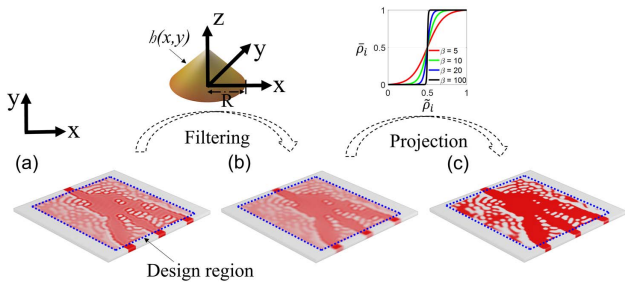 z
h(x,y)
y
x
R
1
ρ̄ᵢ 0.5
0
β = 5
β = 10
β = 20
β = 100
0 0.5 1
ρ̃ᵢ
y
x
Filtering
Projection
(a) (b) (c)
Design region